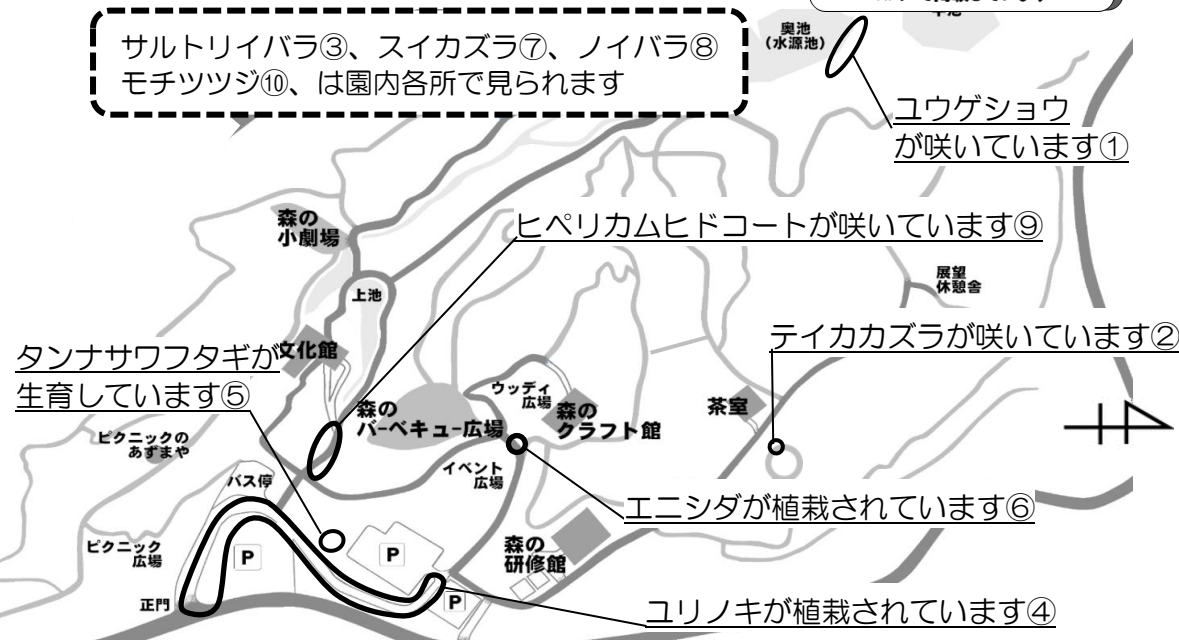 サルトリイバラ③、スイカズラ⑦、ノイバラ⑧
モチツツジ⑩、は園内各所で見られます
奥池
(水源池)
ユウゲショウ
が咲いています①
森の
小劇場
ヒペリカムヒドコートが咲いています⑨
展望
休憩舎
上池
テイカカズラが咲いています②
タンナサワフタギが
生育しています⑤
文化館
ウッディ
広場
森の
バーベキュー広場
森の
クラフト館
茶室
ピクニックの
あずまや
バス停
イベント
広場
エニシダが植栽されています⑥
ピクニック
広場
P
P
森の
研修館
正門
P
ユリノキが植栽されています④